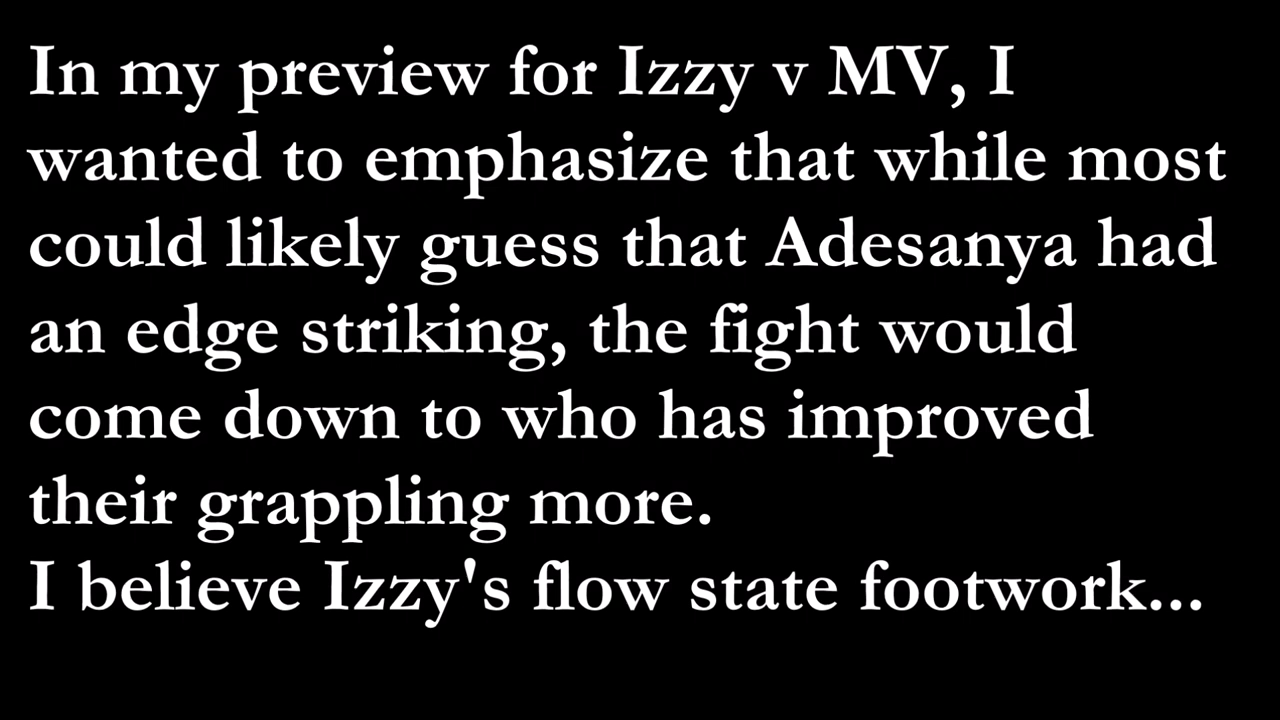 In my preview for Izzy v MV, I
wanted to emphasize that while most
could likely guess that Adesanya had
an edge striking, the fight would
come down to who has improved
their grappling more.
I believe Izzy's flow state footwork...